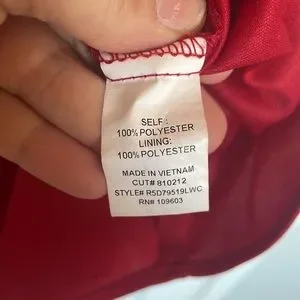 SELF:
100%POLYESTER
LINING:
100%POLYESTER
MADE IN VIETNAM
CUT# 810212
STYLE# R5D79519LWC
RN# 109603